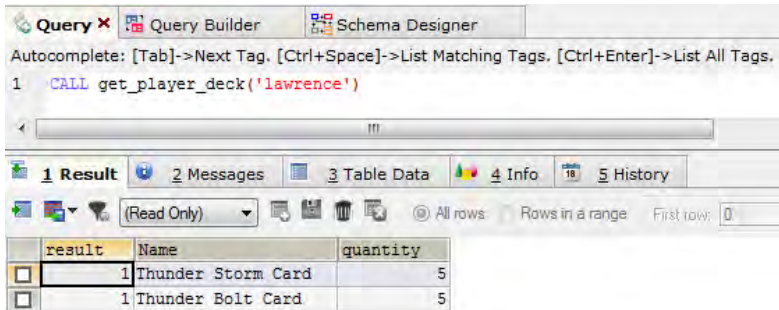 Query Query Builder Schema Designer
Autocomplete: [Tab]->Next Tag. [Ctrl+Space]->List Matching Tags. [Ctrl+Enter]->List All Tags.
1 CALL get_player_deck('lawrence')
1 Result 2 Messages 3 Table Data 4 Info 18 5 History
(Read Only) All rows Rows in a range First row: 0
result Name quantity
1 Thunder Storm Card 5
1 Thunder Bolt Card 5